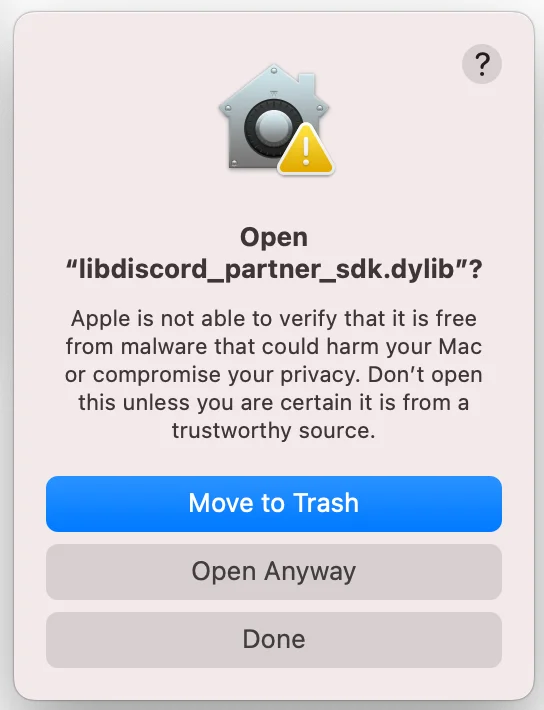 ?
Open
“libdiscord_partner_sdk.dylib”?
Apple is not able to verify that it is free
from malware that could harm your Mac
or compromise your privacy. Don’t open
this unless you are certain it is from a
trustworthy source.
Move to Trash
Open Anyway
Done